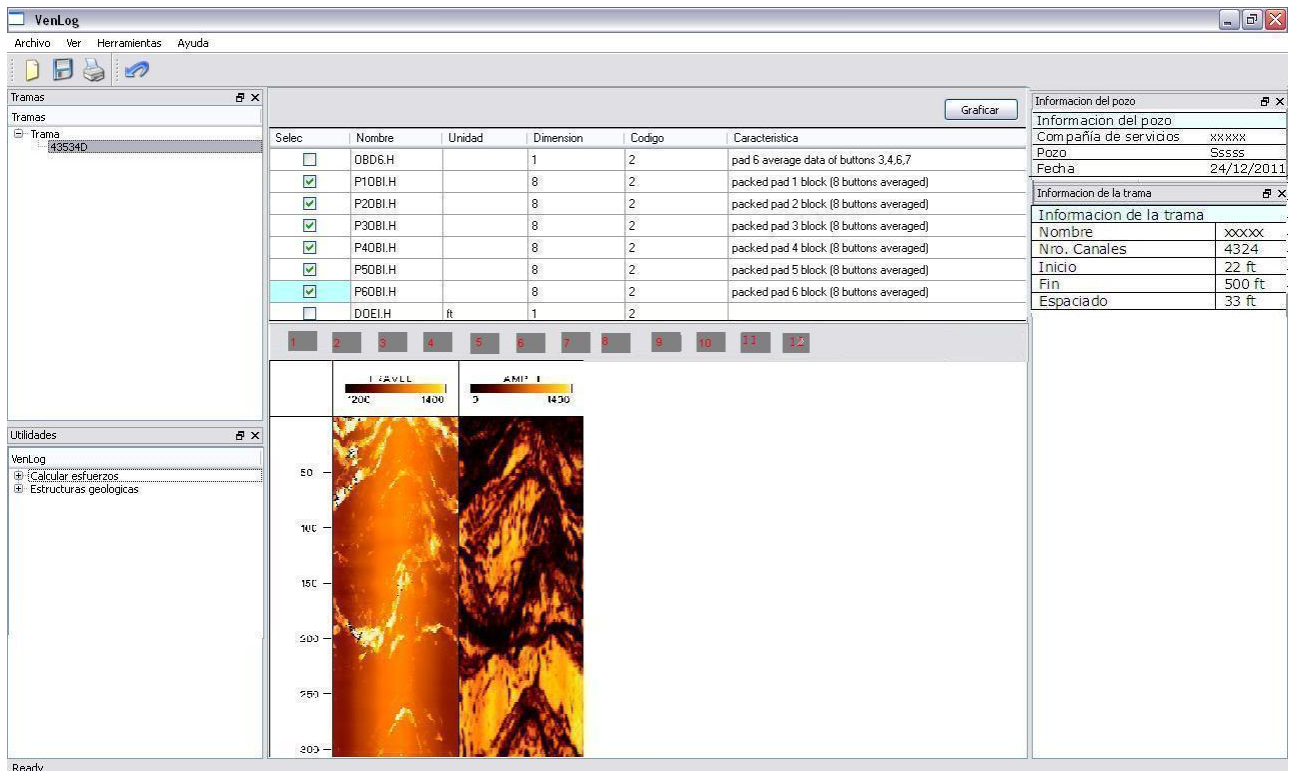 VenLog
Archivo Ver Herramientas Ayuda
Tramas
Tramas
Trama
43534D
Utilidades
VenLog
Calcular esfuerzos
Estructuras geologicas
Graficar
Selec Nombre Unidad Dimension Codigo Caracteristica
OBD6.H 1 2 pad 6 average data of buttons 3,4,6,7
P1OBI.H 8 2 packed pad 1 block (8 buttons averaged)
P2OBI.H 8 2 packed pad 2 block (8 buttons averaged)
P3OBI.H 8 2 packed pad 3 block (8 buttons averaged)
P4OBI.H 8 2 packed pad 4 block (8 buttons averaged)
P5OBI.H 8 2 packed pad 5 block (8 buttons averaged)
P6OBI.H 8 2 packed pad 6 block (8 buttons averaged)
DOEI.H ft 1 2
1 2 3 4 5 6 7 8 9 10 11 12
1200 1400 0 1400
50
100
150
200
250
300
Informacion del pozo
Informacion del pozo
Compañía de servicios xxxxx
Pozo Sssss
Fecha 24/12/2011
Informacion de la trama
Informacion de la trama
Nombre xxxxx
Nro. Canales 4324
Inicio 22 ft
Fin 500 ft
Espaciado 33 ft
Ready